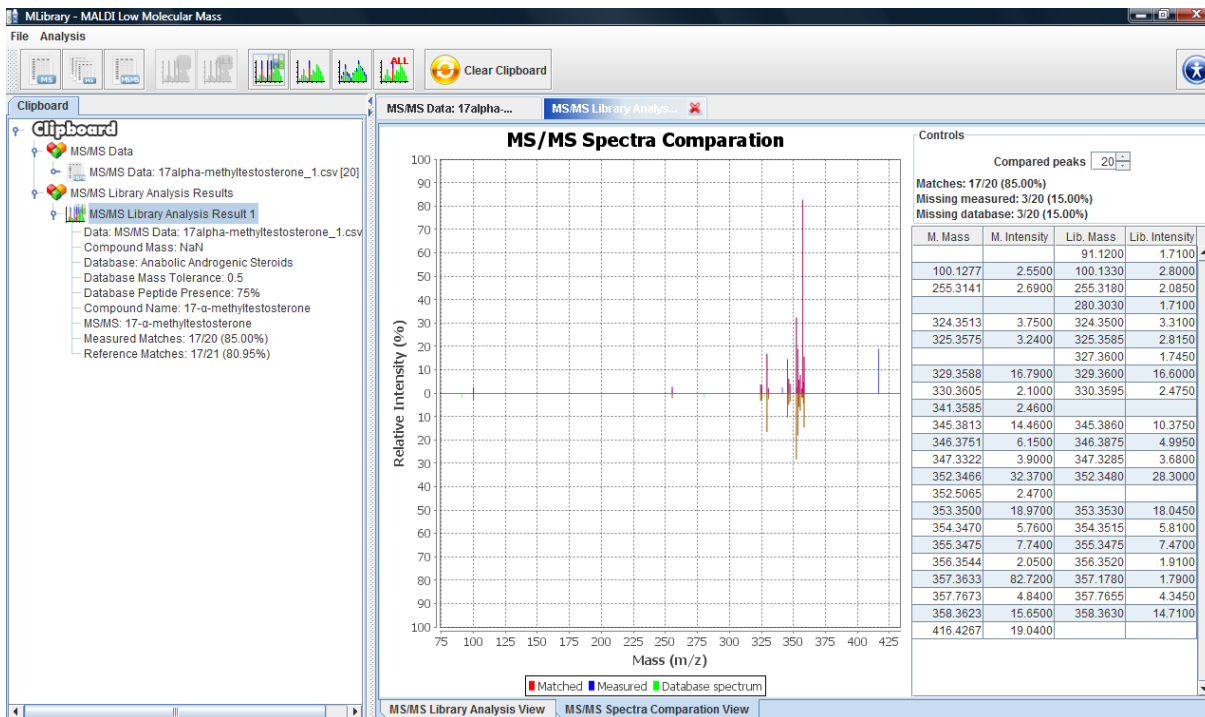 MLibrary - MALDI Low Molecular Mass
File Analysis
MS MS MSMS ALL Clear Clipboard
Clipboard
Clipboard
MS/MS Data
MS/MS Data: 17alpha-methyltestosterone_1.csv [20]
MS/MS Library Analysis Results
MS/MS Library Analysis Result 1
Data: MS/MS Data: 17alpha-methyltestosterone_1.csv
Compound Mass: NaN
Database: Anabolic Androgenic Steroids
Database Mass Tolerance: 0.5
Database Peptide Presence: 75%
Compound Name: 17-α-methyltestosterone
MS/MS: 17-α-methyltestosterone
Measured Matches: 17/20 (85.00%)
Reference Matches: 17/21 (80.95%)
MS/MS Data: 17alpha-... MS/MS Library Analys...
MS/MS Spectra Comparation
Relative Intensity (%)
100
90
80
70
60
50
40
30
20
10
0
10
20
30
40
50
60
70
80
90
100
75 100 125 150 175 200 225 250 275 300 325 350 375 400 425
Mass (m/z)
Matched Measured Database spectrum
Controls
Compared peaks 20
Matches: 17/20 (85.00%)
Missing measured: 3/20 (15.00%)
Missing database: 3/20 (15.00%)
M. Mass M. Intensity Lib. Mass Lib. Intensity
91.1200 1.7100
100.1277 2.5500 100.1330 2.8000
255.3141 2.6900 255.3180 2.0850
280.3030 1.7100
324.3513 3.7500 324.3500 3.3100
325.3575 3.2400 325.3585 2.8150
327.3600 1.7450
329.3588 16.7900 329.3600 16.6000
330.3605 2.1000 330.3595 2.4750
341.3585 2.4600
345.3813 14.4600 345.3860 10.3750
346.3751 6.1500 346.3875 4.9950
347.3322 3.9000 347.3285 3.6800
352.3466 32.3700 352.3480 28.3000
352.5065 2.4700
353.3500 18.9700 353.3530 18.0450
354.3470 5.7600 354.3515 5.8100
355.3475 7.7400 355.3475 7.4700
356.3544 2.0500 356.3520 1.9100
357.3633 82.7200 357.1780 1.7900
357.7673 4.8400 357.7655 4.3450
358.3623 15.6500 358.3630 14.7100
416.4267 19.0400
MS/MS Library Analysis View MS/MS Spectra Comparation View